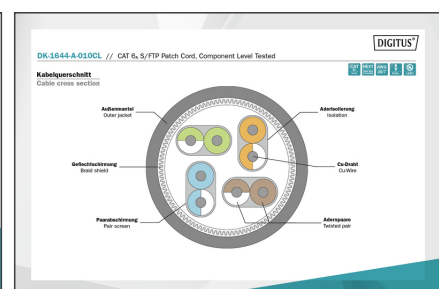 DIGITUS®
DK-1644-A-010CL // CAT 6A S/FTP Patch Cord, Component Level Tested
Kabelquerschnitt
Cable cross section
Außenmantel
Outer jacket
Aderisolierung
Isolation
Geflechtschirmung
Braid shield
Cu-Draht
Cu-Wire
Paarabschirmung
Pair screen
Adernpaare
Twisted pair